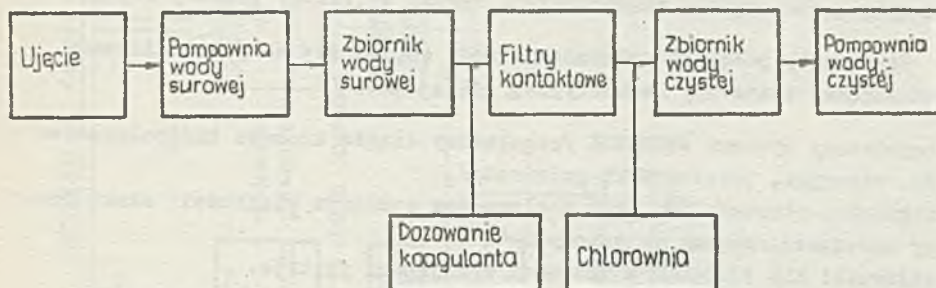 Ujęcie
Pompownia
wody
surowej
Zbiornik
wody
surowej
Filtry
kontaktowe
Zbiornik
wody
czystej
Pompownia
wody
czystej
Dozowanie
koagulanta
Chlorownia